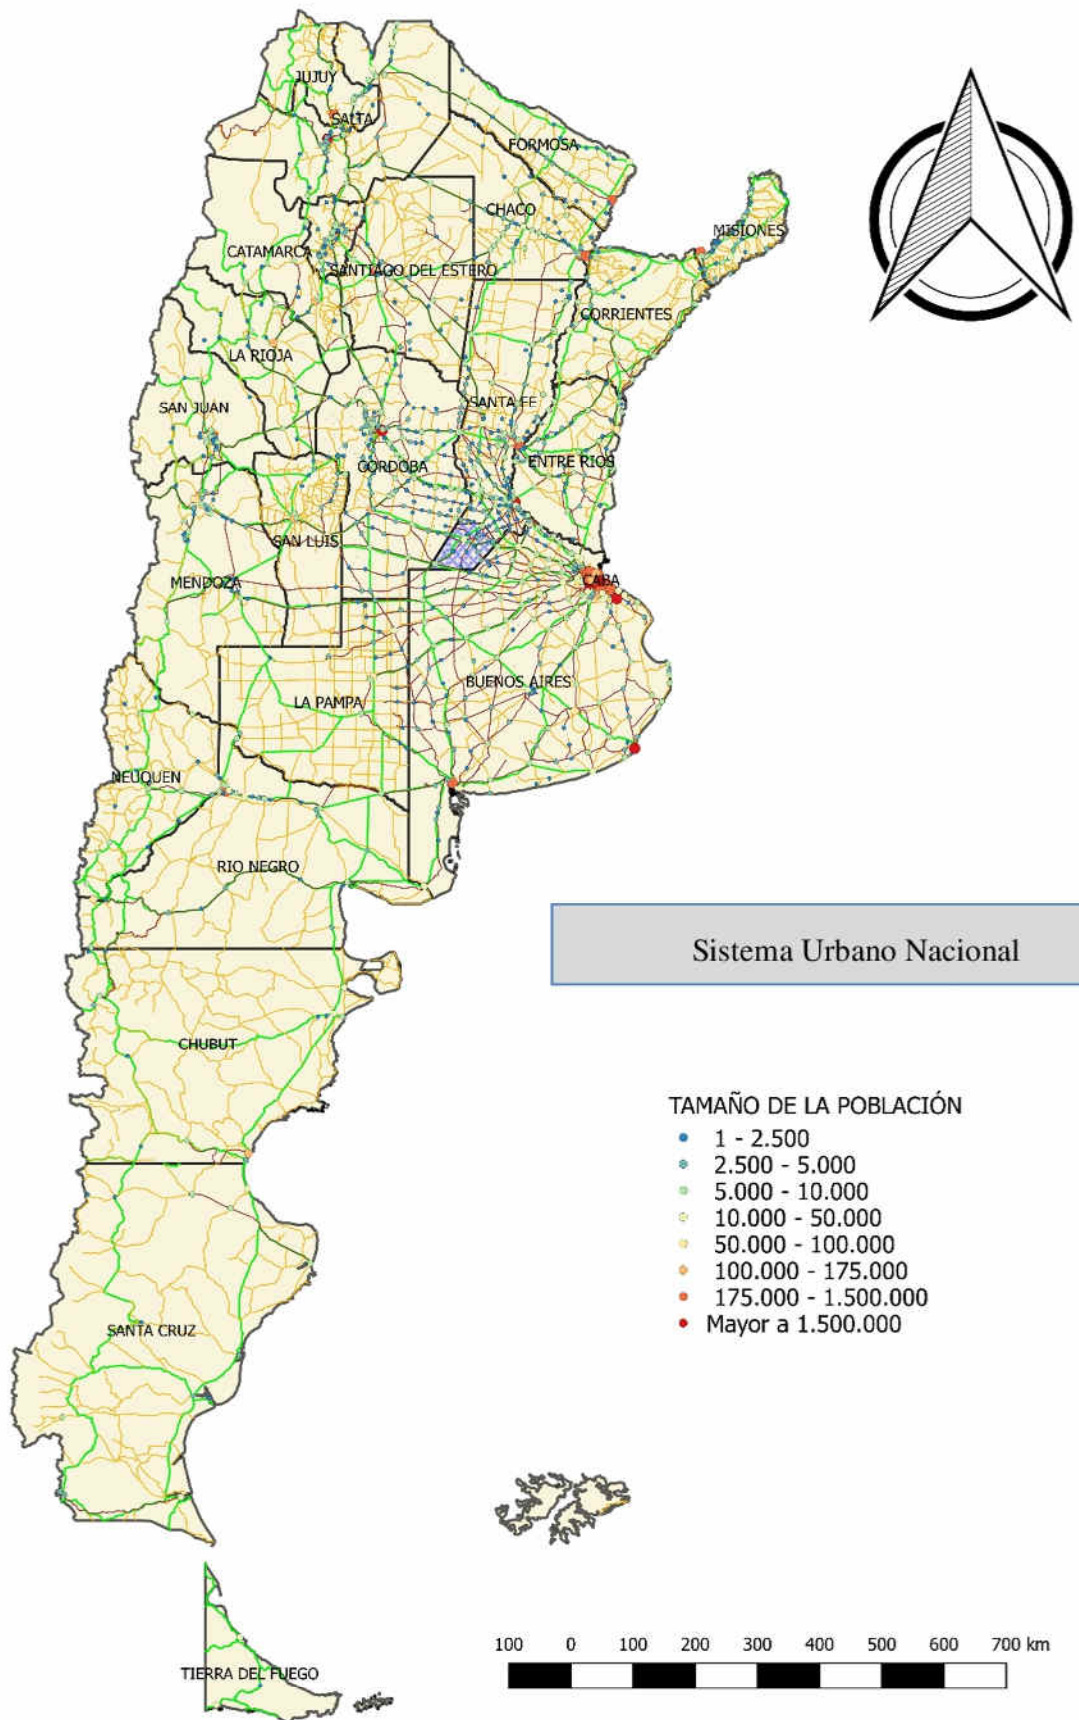 JUJUY
SALTA
FORMOSA
CHACO
MISIONES
CATAMARCA
SANTIAGO DEL ESTERO
CORRIENTES
LA RIOJA
SANTA FE
SAN JUAN
CORDOBA
ENTRE RIOS
SAN LUIS
CABA
MENDOZA
BUENOS AIRES
LA PAMPA
NEUQUEN
RIO NEGRO
Sistema Urbano Nacional
CHUBUT
TAMAÑO DE LA POBLACIÓN
1 - 2.500
2.500 - 5.000
5.000 - 10.000
10.000 - 50.000
50.000 - 100.000
100.000 - 175.000
175.000 - 1.500.000
Mayor a 1.500.000
SANTA CRUZ
100 0 100 200 300 400 500 600 700 km
TIERRA DEL FUEGO